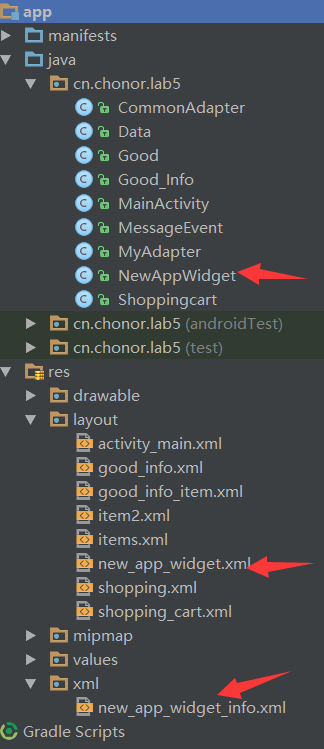 app
manifests
java
cn.chonor.lab5
CommonAdapter
Data
Good
Good_Info
MainActivity
MessageEvent
MyAdapter
NewAppWidget
Shoppingcart
cn.chonor.lab5 (androidTest)
cn.chonor.lab5 (test)
res
drawable
layout
activity_main.xml
good_info.xml
good_info_item.xml
item2.xml
items.xml
new_app_widget.xml
shopping.xml
shopping_cart.xml
mipmap
values
xml
new_app_widget_info.xml
Gradle Scripts